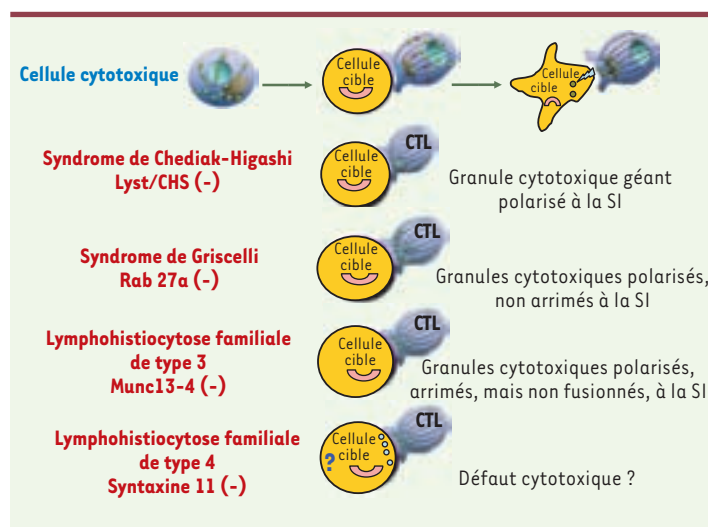 Cellule cytotoxique
Cellule
cible
Cellule
cible
Syndrome de Chediak-Higashi
Lyst/CHS (-)
Cellule
cible
CTL
Granule cytotoxique géant
polarisé à la SI
Syndrome de Griscelli
Rab 27a (-)
Cellule
cible
CTL
Granules cytotoxiques polarisés,
non arrimés à la SI
Lymphohistiocytose familiale
de type 3
Munc13-4 (-)
Cellule
cible
CTL
Granules cytotoxiques polarisés,
arrimés, mais non fusionnés, à la SI
Lymphohistiocytose familiale
de type 4
Syntaxine 11 (-)
Cellule
cible
?
CTL
Défaut cytotoxique ?